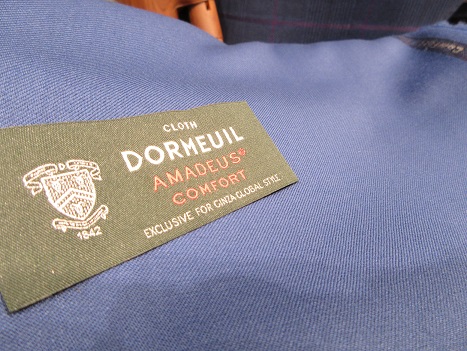 CLOTH
DORMEUIL
AMADEUS®
COMFORT
EXCLUSIVE FOR GINZA GLOBAL STYLE
D
1842